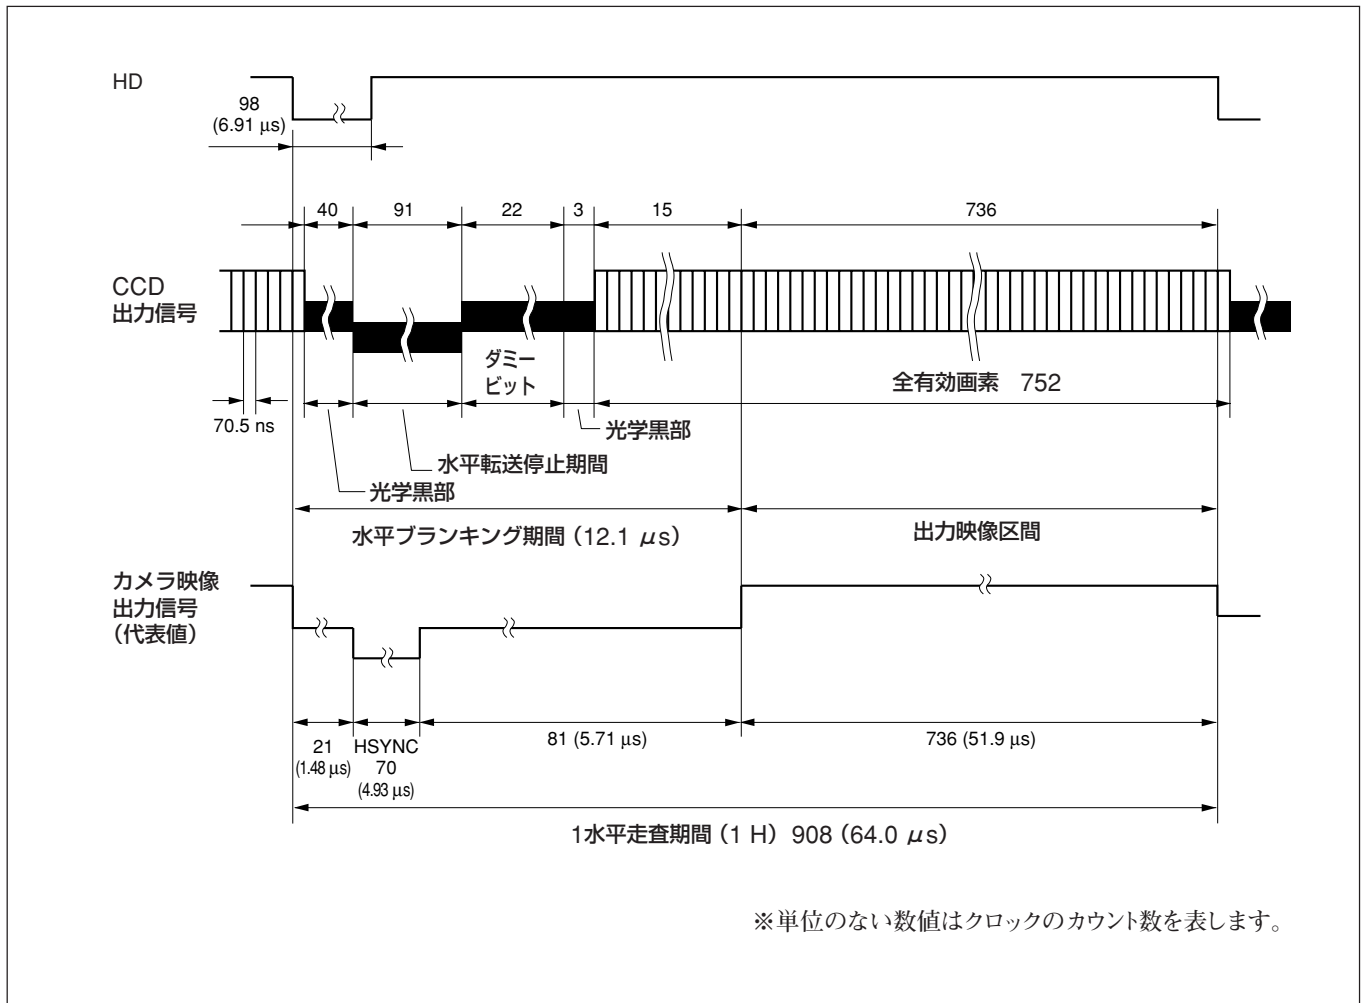 HD
98
(6.91 μs)
40 91 22 3 15 736
CCD
出力信号
ダミー
ビット
全有効画素 752
70.5 ns
光学黒部
水平転送停止期間
光学黒部
水平ブランキング期間（12.1 μs）
出力映像区間
カメラ映像
出力信号
（代表値）
21
(1.48 μs)
HSYNC
70
(4.93 μs)
81 (5.71 μs)
736 (51.9 μs)
1水平走査期間（1 H）908（64.0 μs）
※単位のない数値はクロックのカウント数を表します。